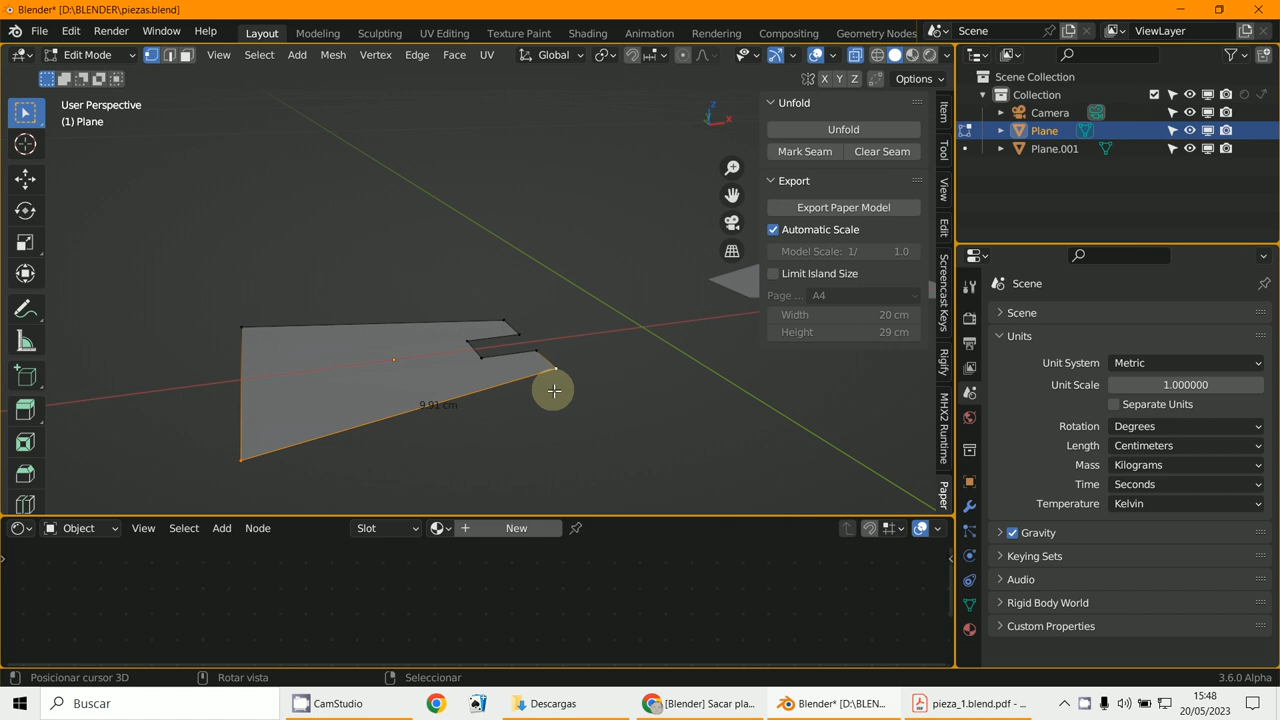 Blender* [D:\BLENDER\piezas.blend]
File Edit Render Window Help Layout Modeling Sculpting UV Editing Texture Paint Shading Animation Rendering Compositing Geometry Nodes Scene ViewLayer
Edit Mode View Select Add Mesh Vertex Edge Face UV Global
X Y Z Options
User Perspective
(1) Plane
Z
X
9.91 cm
Unfold
Unfold
Mark Seam Clear Seam
Export
Export Paper Model
Automatic Scale
Model Scale: 1/ 1.0
Limit Island Size
Page ... A4
Width 20 cm
Height 29 cm
Item
Tool
View
Edit
Screencast Keys
Rigify
MHX2 Runtime
Paper
Scene Collection
Collection
Camera
Plane
Plane.001
Scene
Scene
Units
Unit System Metric
Unit Scale 1.000000
Separate Units
Rotation Degrees
Length Centimeters
Mass Kilograms
Time Seconds
Temperature Kelvin
Gravity
Keying Sets
Audio
Rigid Body World
Custom Properties
Object View Select Add Node Slot New
Posicionar cursor 3D Rotar vista Seleccionar 3.6.0 Alpha
Buscar CamStudio Descargas [Blender] Sacar pla... Blender* [D:\BLEN... pieza_1.blend.pdf - ...
15:48
20/05/2023